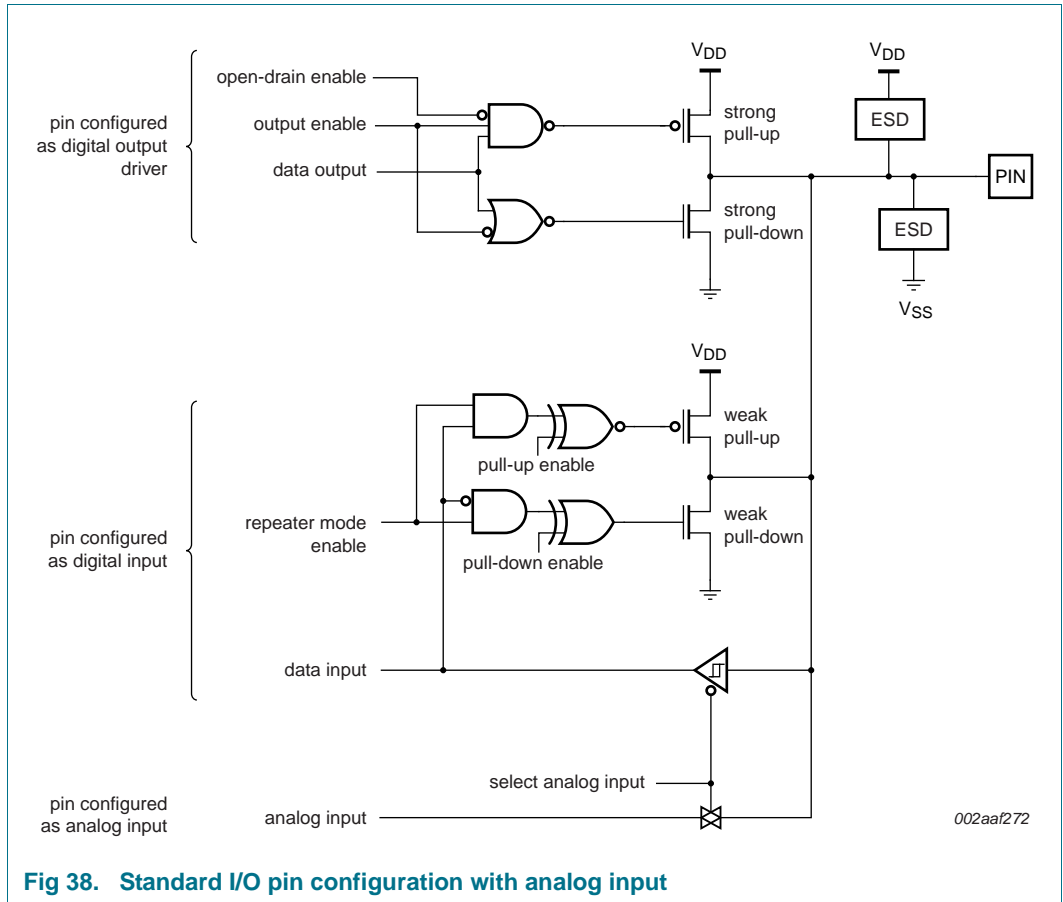 VDD
VDD
open-drain enable
strong
pull-up
ESD
pin configured
as digital output
driver
output enable
data output
PIN
strong
pull-down
ESD
VSS
VDD
weak
pull-up
pull-up enable
pin configured
as digital input
repeater mode
enable
weak
pull-down
pull-down enable
data input
select analog input
pin configured
as analog input
analog input
002aaf272
Fig 38. Standard I/O pin configuration with analog input